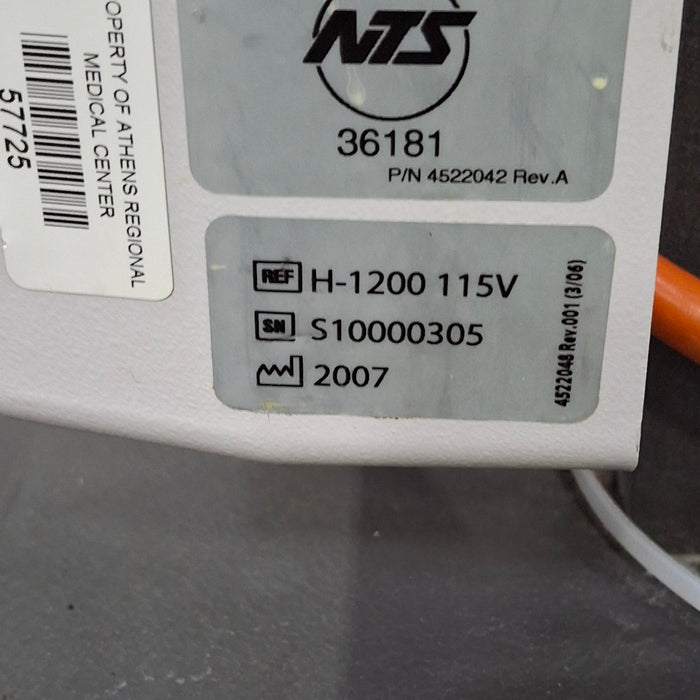 OPERTY OF ATHENS REGIONAL
MEDICAL CENTER
57725
NTS
36181
P/N 4522042 Rev.A
REF H-1200 115V
SN S10000305
2007
4522048 Rev.001 (3/06)